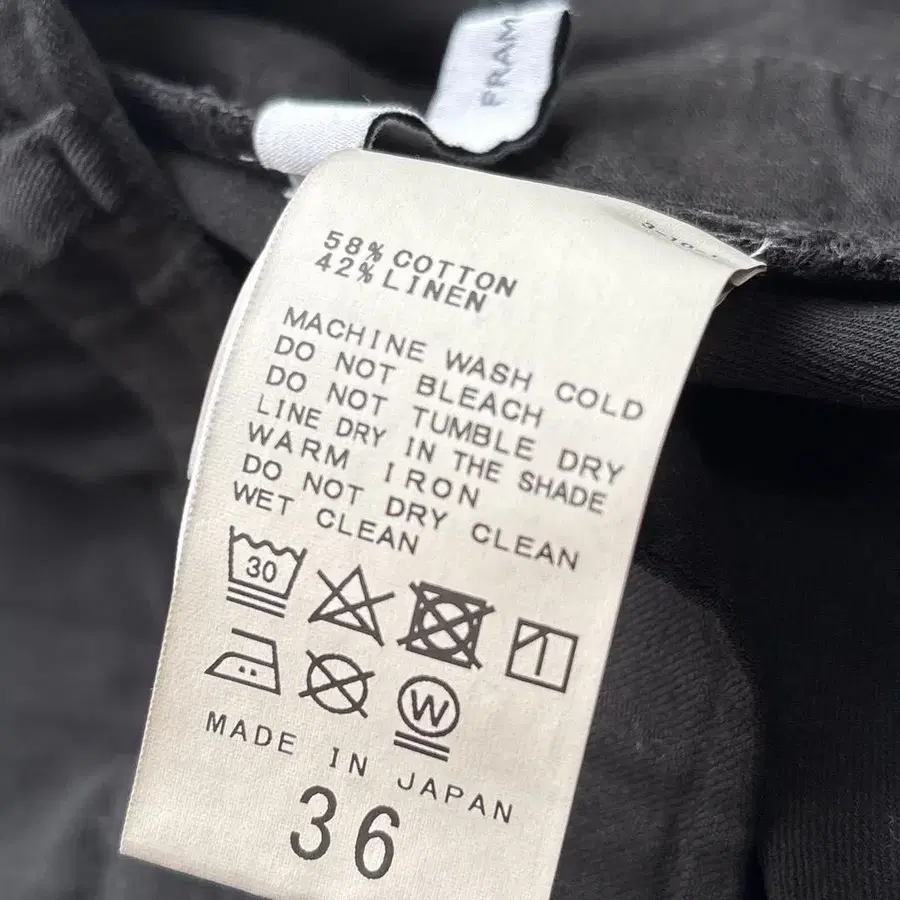 FRAM
58% COTTON
42% LINEN
MACHINE WASH COLD
DO NOT BLEACH
DO NOT TUMBLE DRY
LINE DRY IN THE SHADE
WARM IRON
DO NOT DRY CLEAN
WET CLEAN
30
W
MADE IN JAPAN
36